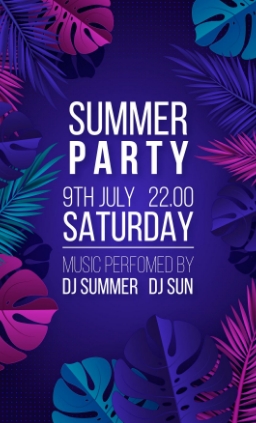 SUMMER
PARTY
9TH JULY 22.00
SATURDAY
MUSIC PERFOMED BY
DJ SUMMER DJ SUN